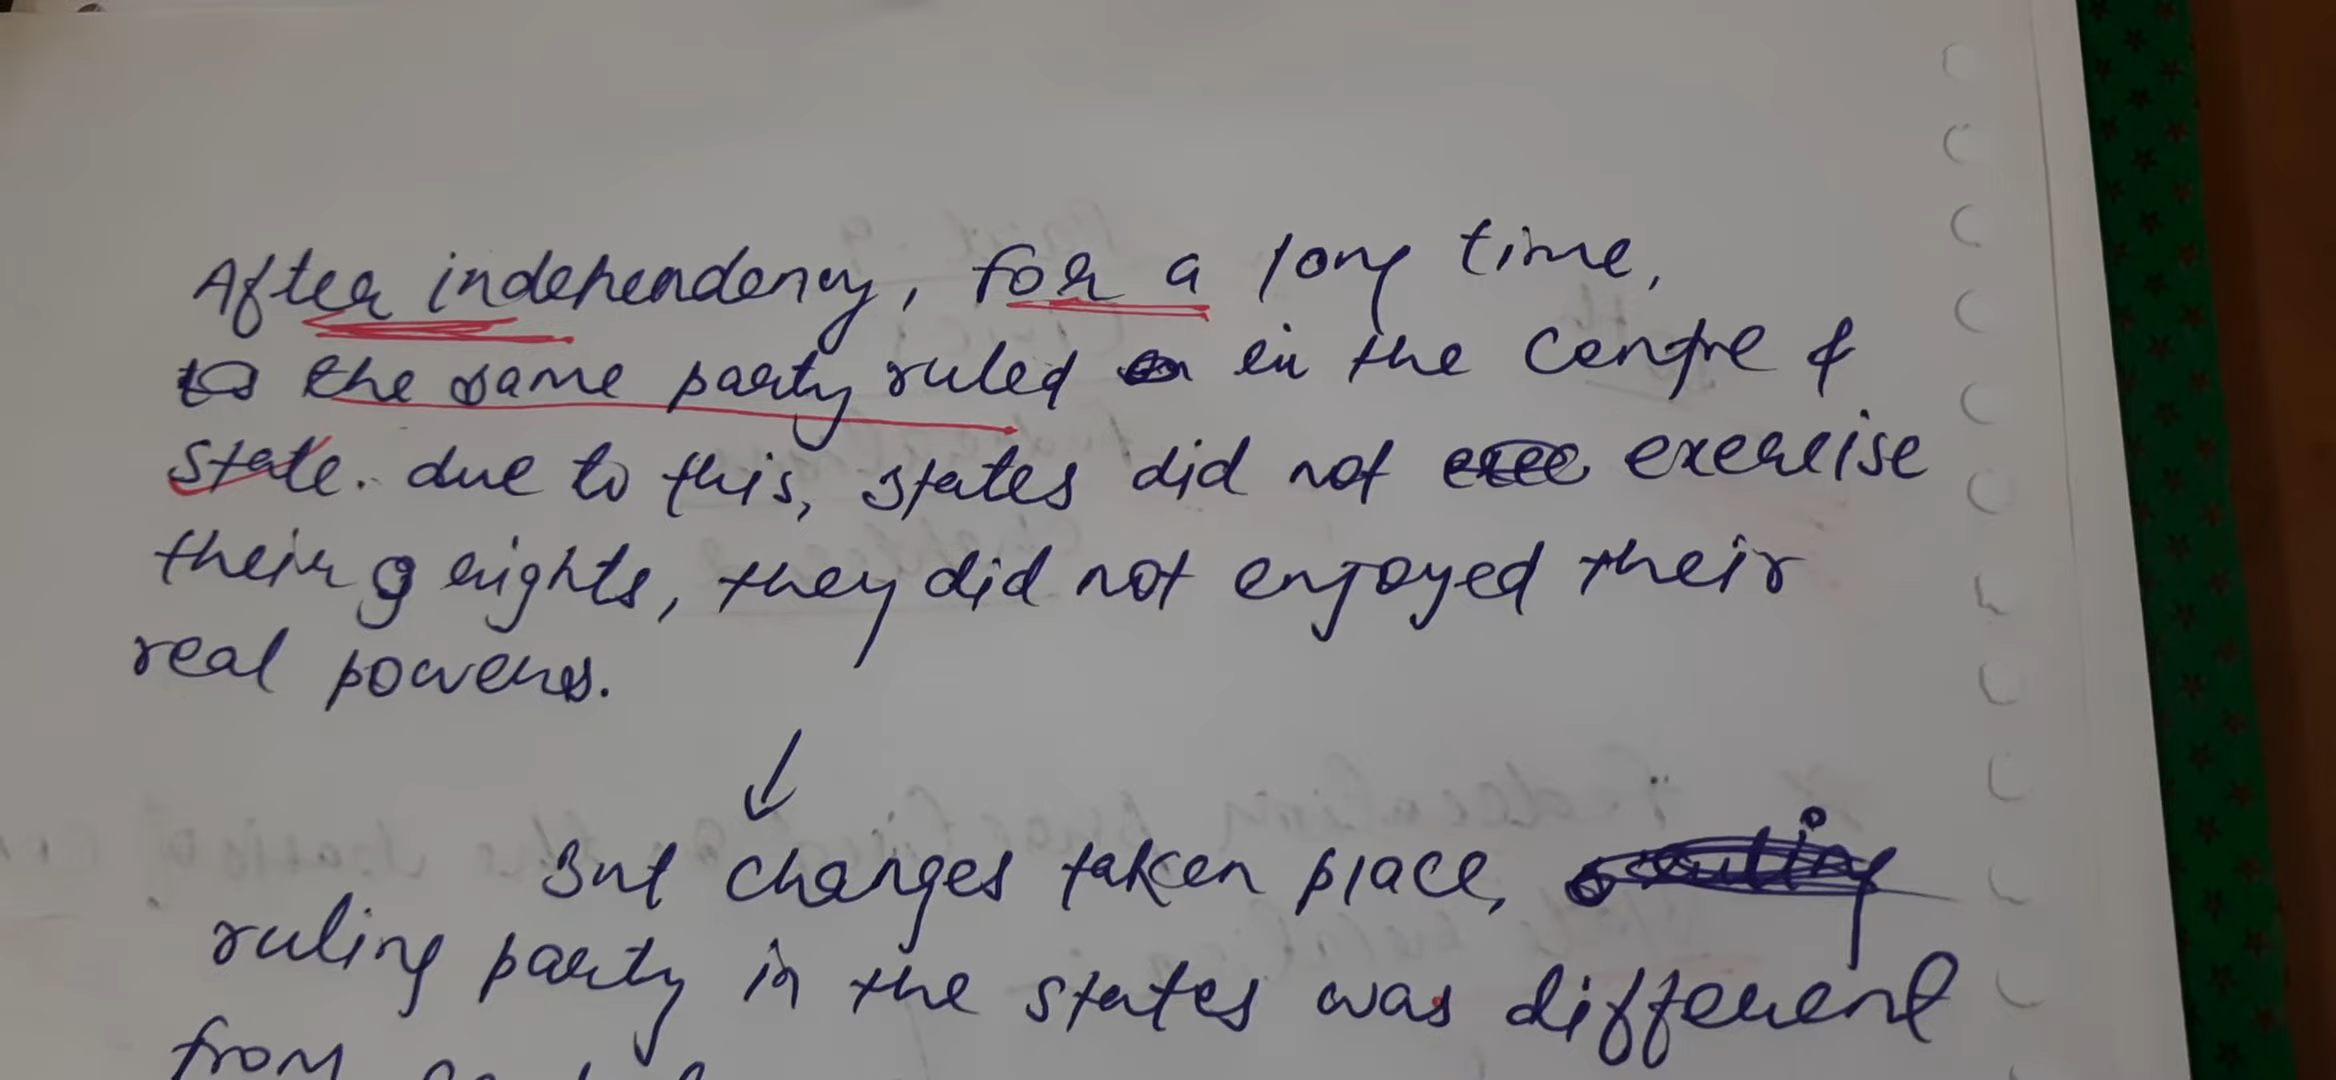 After independency, for a long time,
the same party ruled in the Centre &
state. due to this, states did not exercise
their rights, they did not enjoyed their
real powers.
↓
But changes taken place,
ruling party in the states was different
from